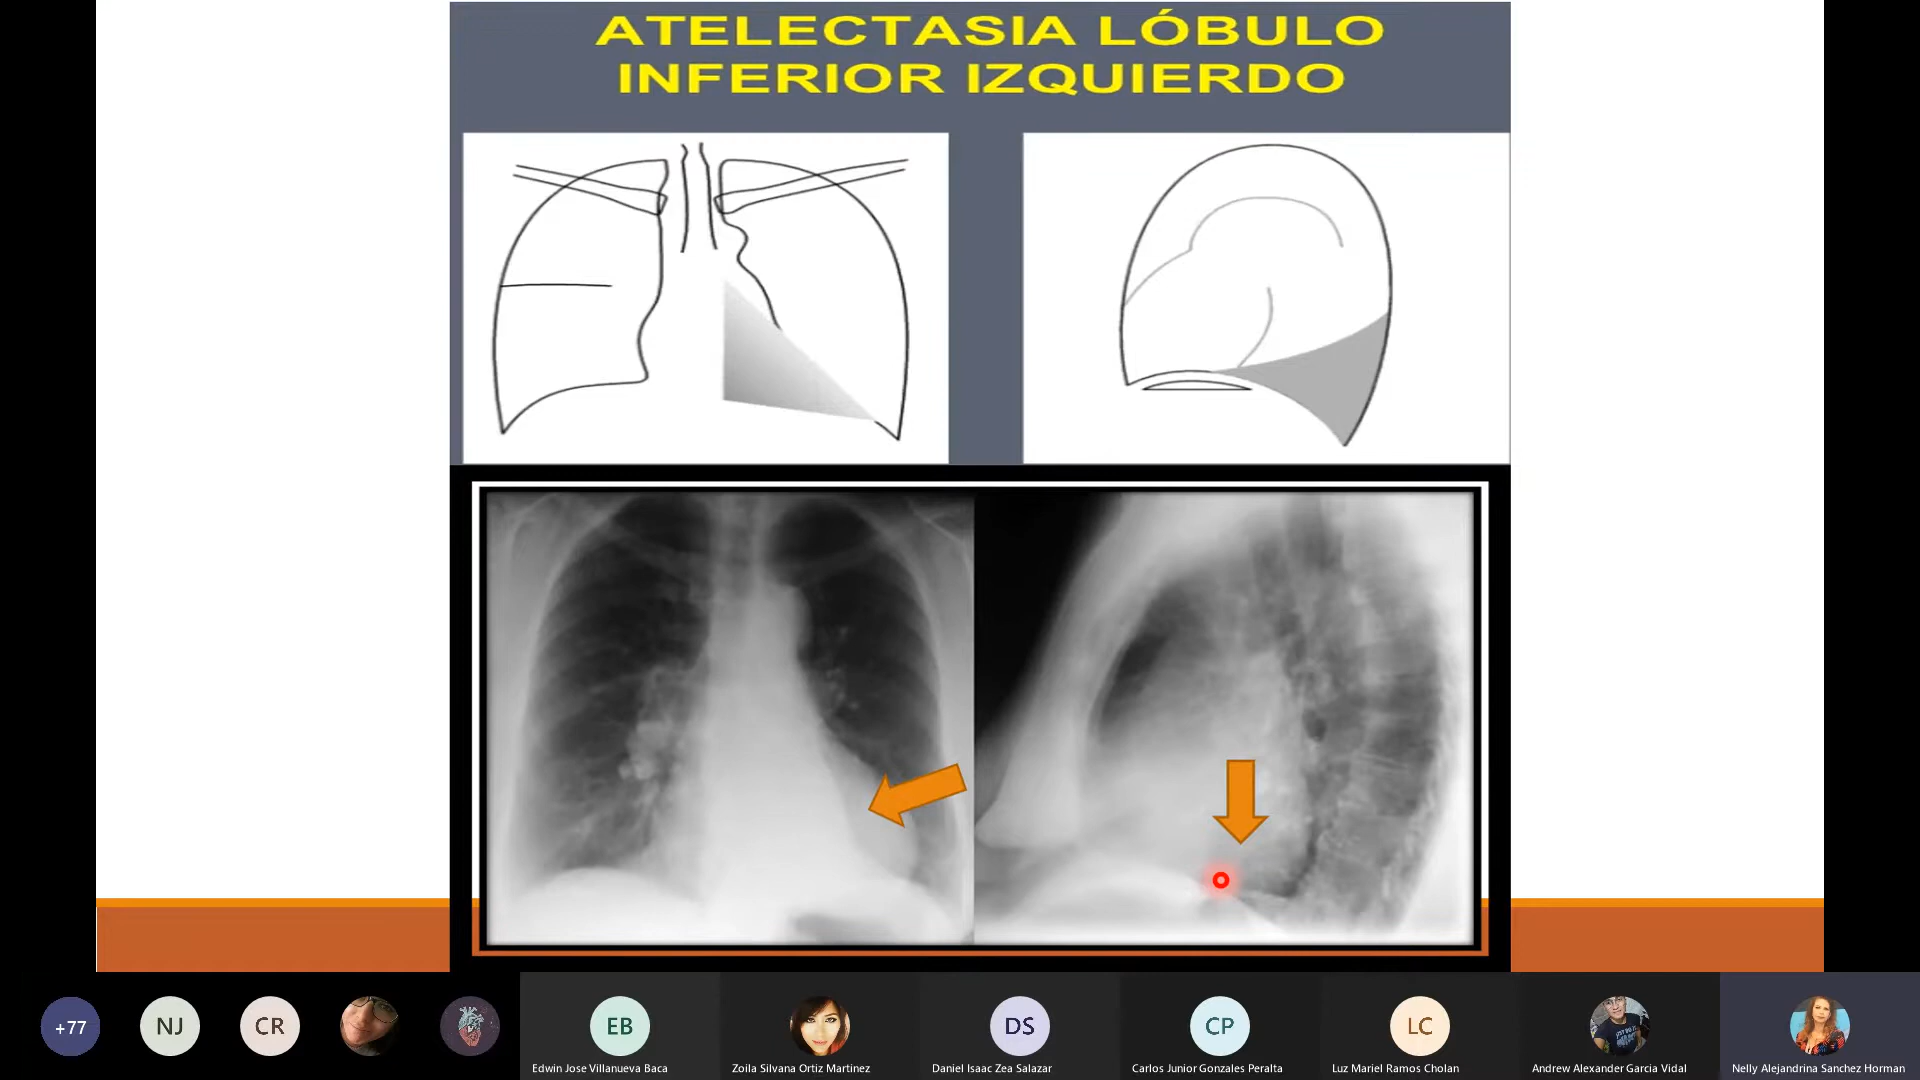 ATELECTASIA LÓBULO
INFERIOR IZQUIERDO
+77
NJ
CR
EB
DS
CP
LC
Edwin Jose Villanueva Baca
Zoila Silvana Ortiz Martinez
Daniel Isaac Zea Salazar
Carlos Junior Gonzales Peralta
Luz Mariel Ramos Cholan
Andrew Alexander Garcia Vidal
Nelly Alejandrina Sanchez Horman